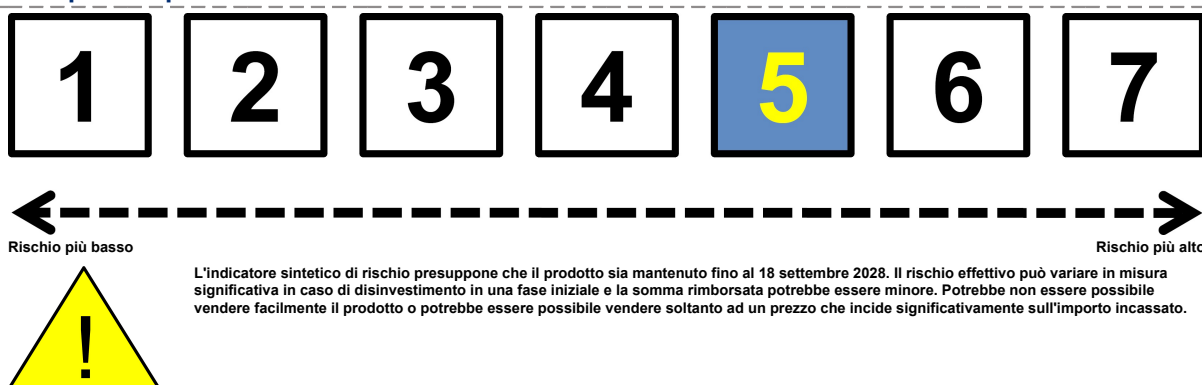 1 2 3 4 5 6 7
Rischio più basso Rischio più alto
L'indicatore sintetico di rischio presuppone che il prodotto sia mantenuto fino al 18 settembre 2028. Il rischio effettivo può variare in misura
significativa in caso di disinvestimento in una fase iniziale e la somma rimborsata potrebbe essere minore. Potrebbe non essere possibile
vendere facilmente il prodotto o potrebbe essere possibile vendere soltanto ad un prezzo che incide significativamente sull'importo incassato.
!